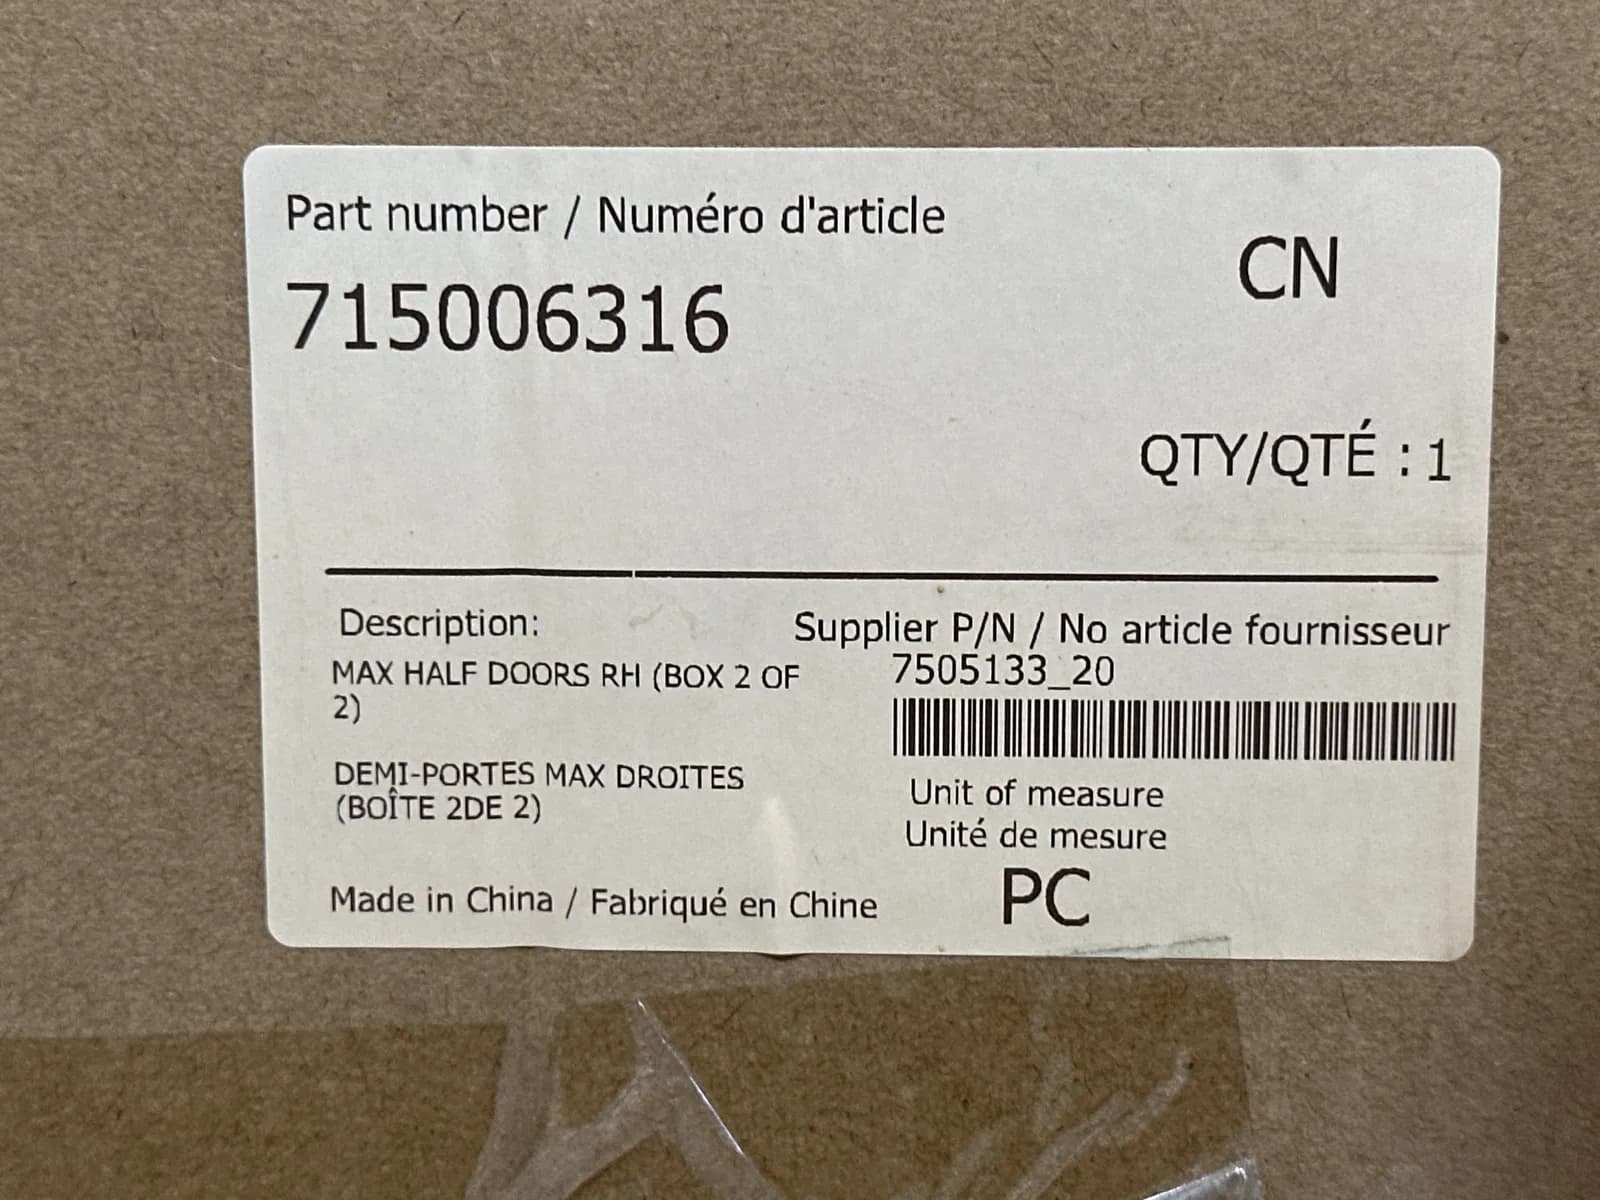 Part number / Numéro d'article
CN
715006316
QTY/QTÉ : 1
Description:
MAX HALF DOORS RH (BOX 2 OF
2)
DEMI-PORTES MAX DROITES
(BOÎTE 2DE 2)
Made in China / Fabriqué en Chine
Supplier P/N / No article fournisseur
7505133_20
Unit of measure
Unité de mesure
PC